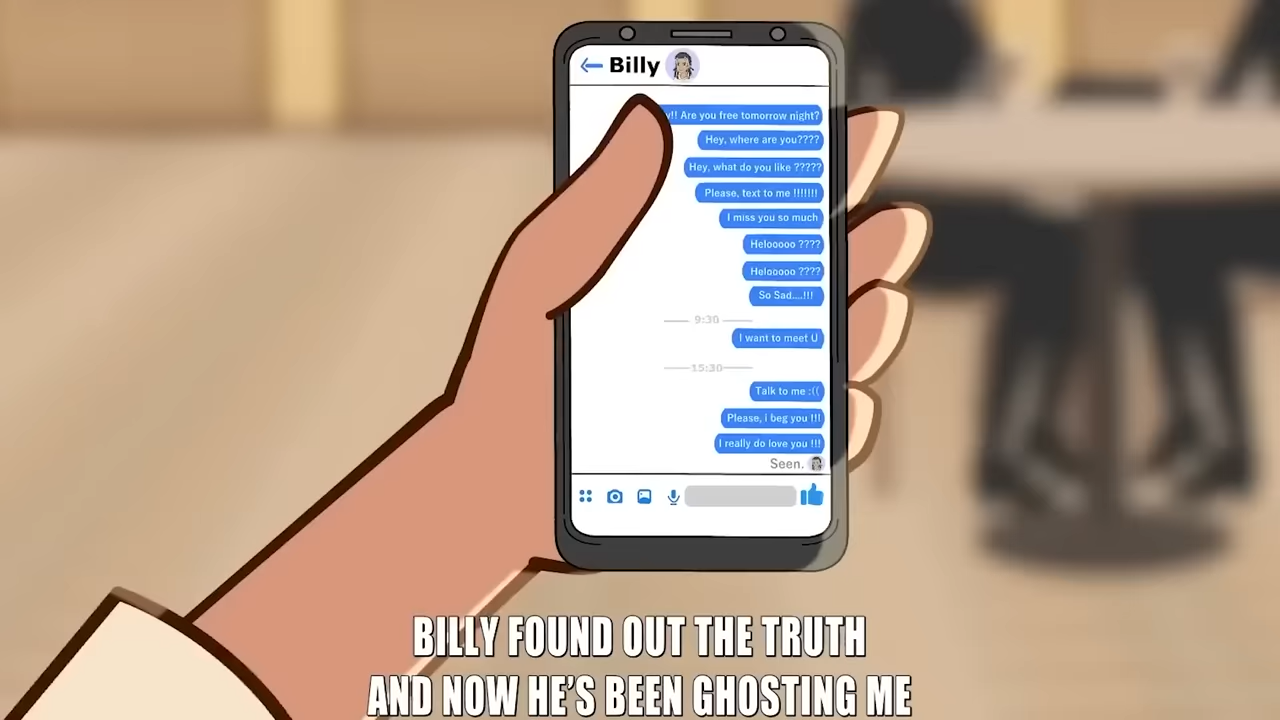 Billy
!! Are you free tomorrow night?
Hey, where are you????
Hey, what do you like ?????
Please, text to me !!!!!!!
I miss you so much
Helooooo ????
Helooooo ????
So Sad....!!!
9:30
I want to meet U
15:30
Talk to me :((
Please, i beg you !!!
I really do love you !!!
Seen.
BILLY FOUND OUT THE TRUTH
AND NOW HE'S BEEN GHOSTING ME